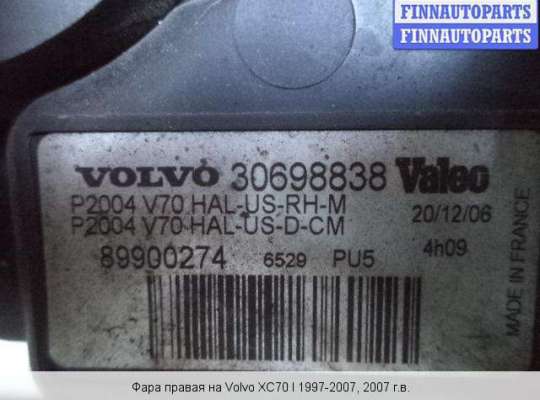 FINNAUTOPARTS
FINNAUTOPARTS
VOLVO 30698838 Valeo
P2004 V70 HAL-US-RH-M
P2004 V70 HAL-US-D-CM
20/12/06
89900274 6529 PU5 4h09
MADE IN FRANCE
Фара правая на Volvo XC70 I 1997-2007, 2007 г.в.